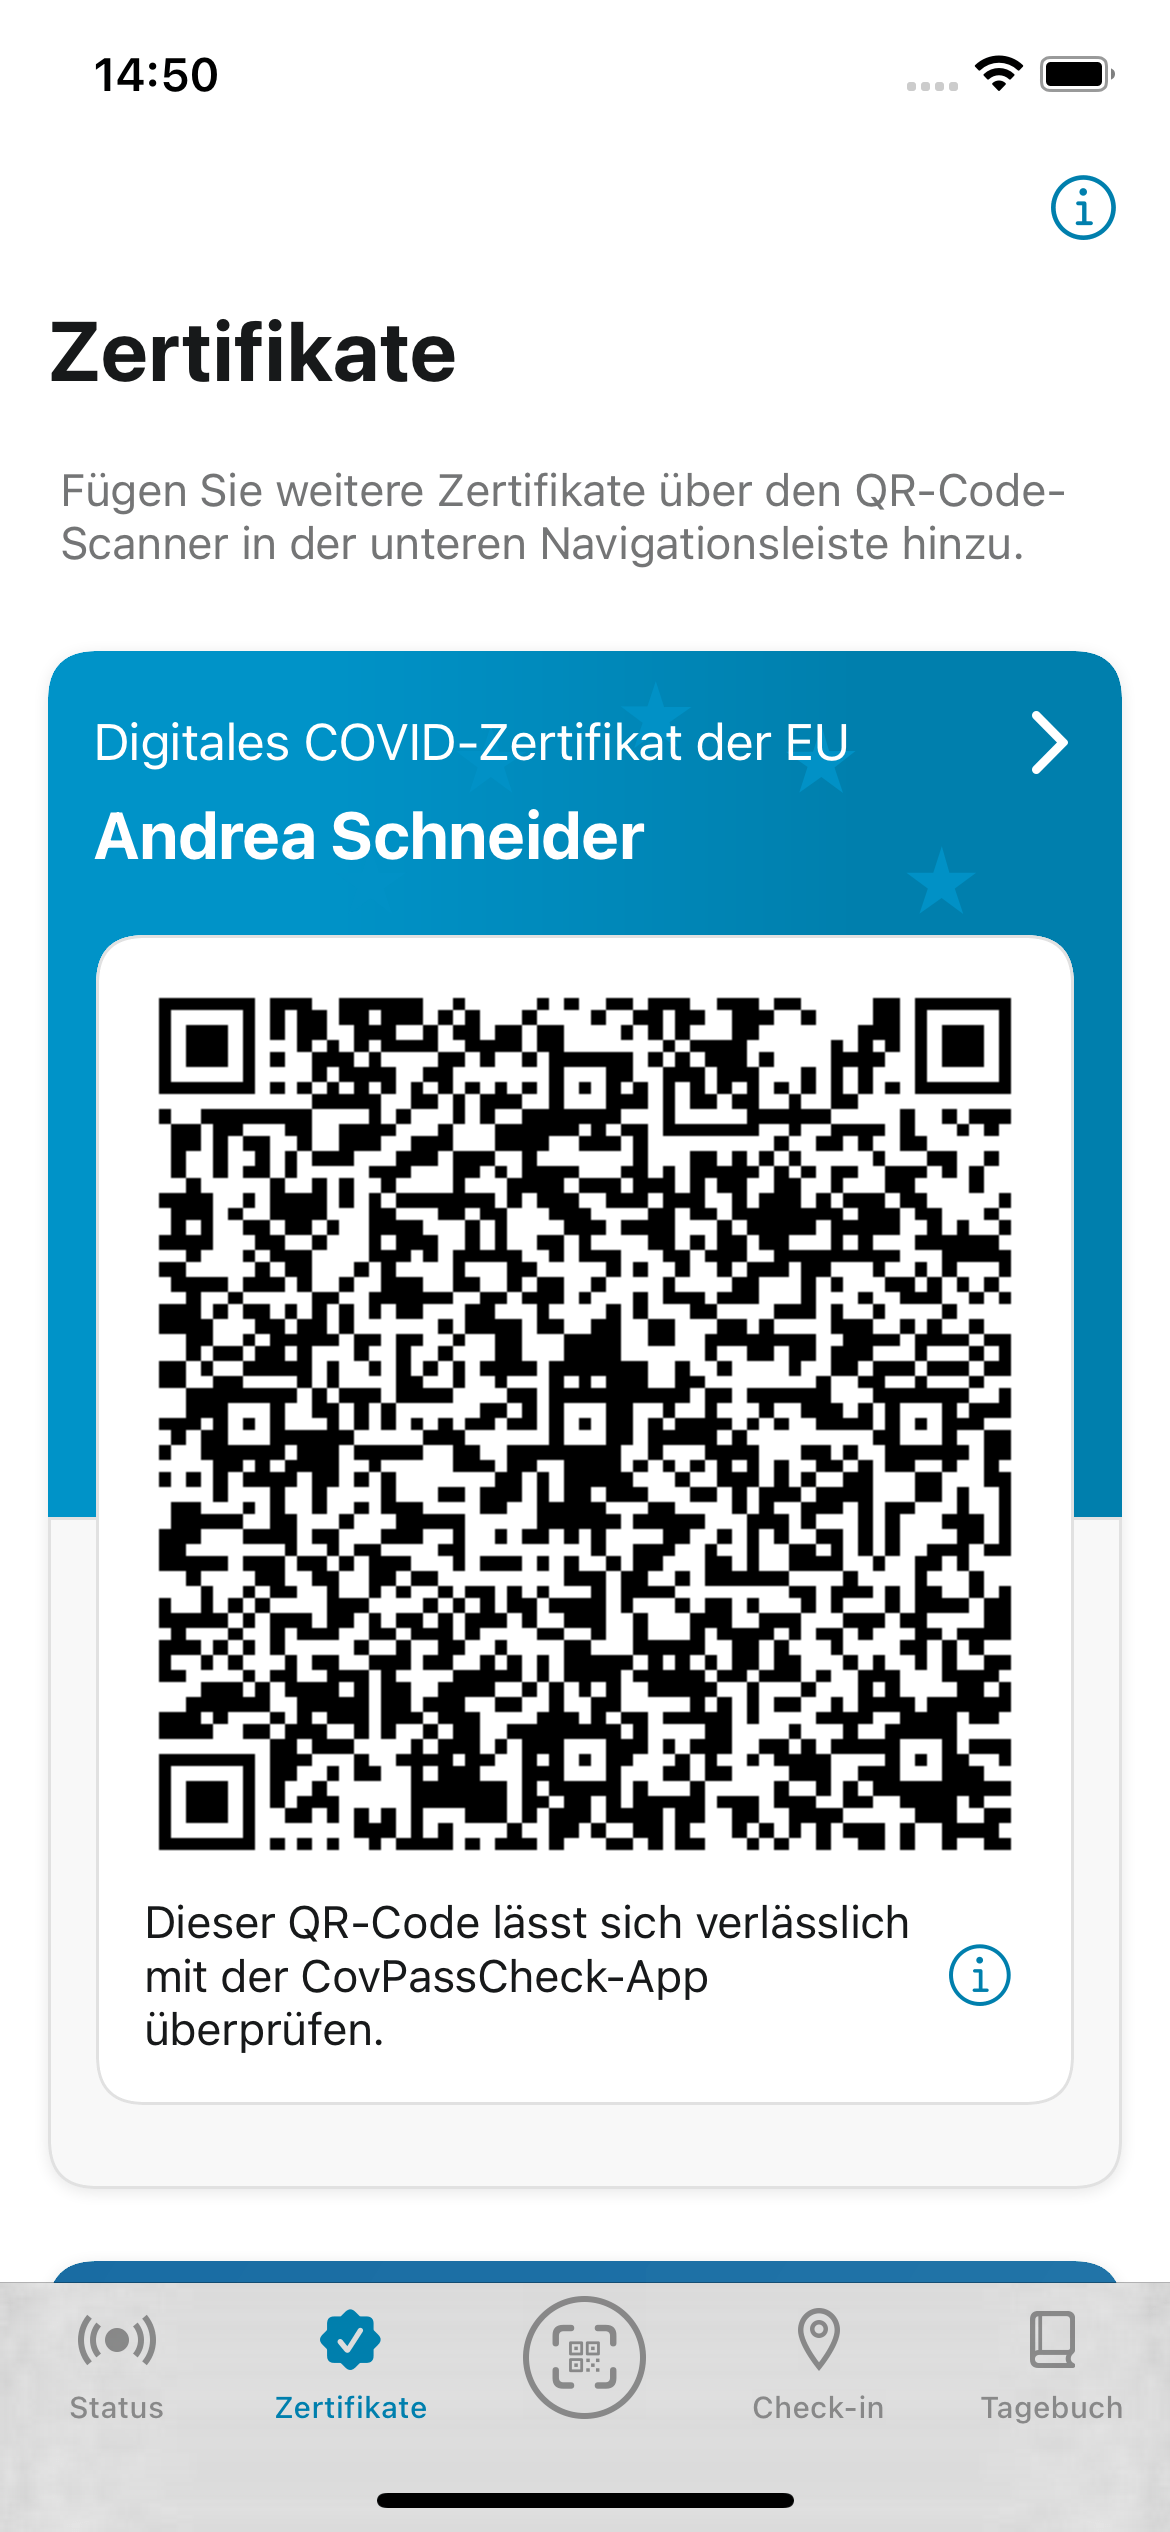 14:50
Zertifikate
Fügen Sie weitere Zertifikate über den QR-Code-
Scanner in der unteren Navigationsleiste hinzu.
Digitales COVID-Zertifikat der EU
Andrea Schneider
Dieser QR-Code lässt sich verlässlich
mit der CovPassCheck-App
überprüfen.
Status
Zertifikate
Check-in
Tagebuch